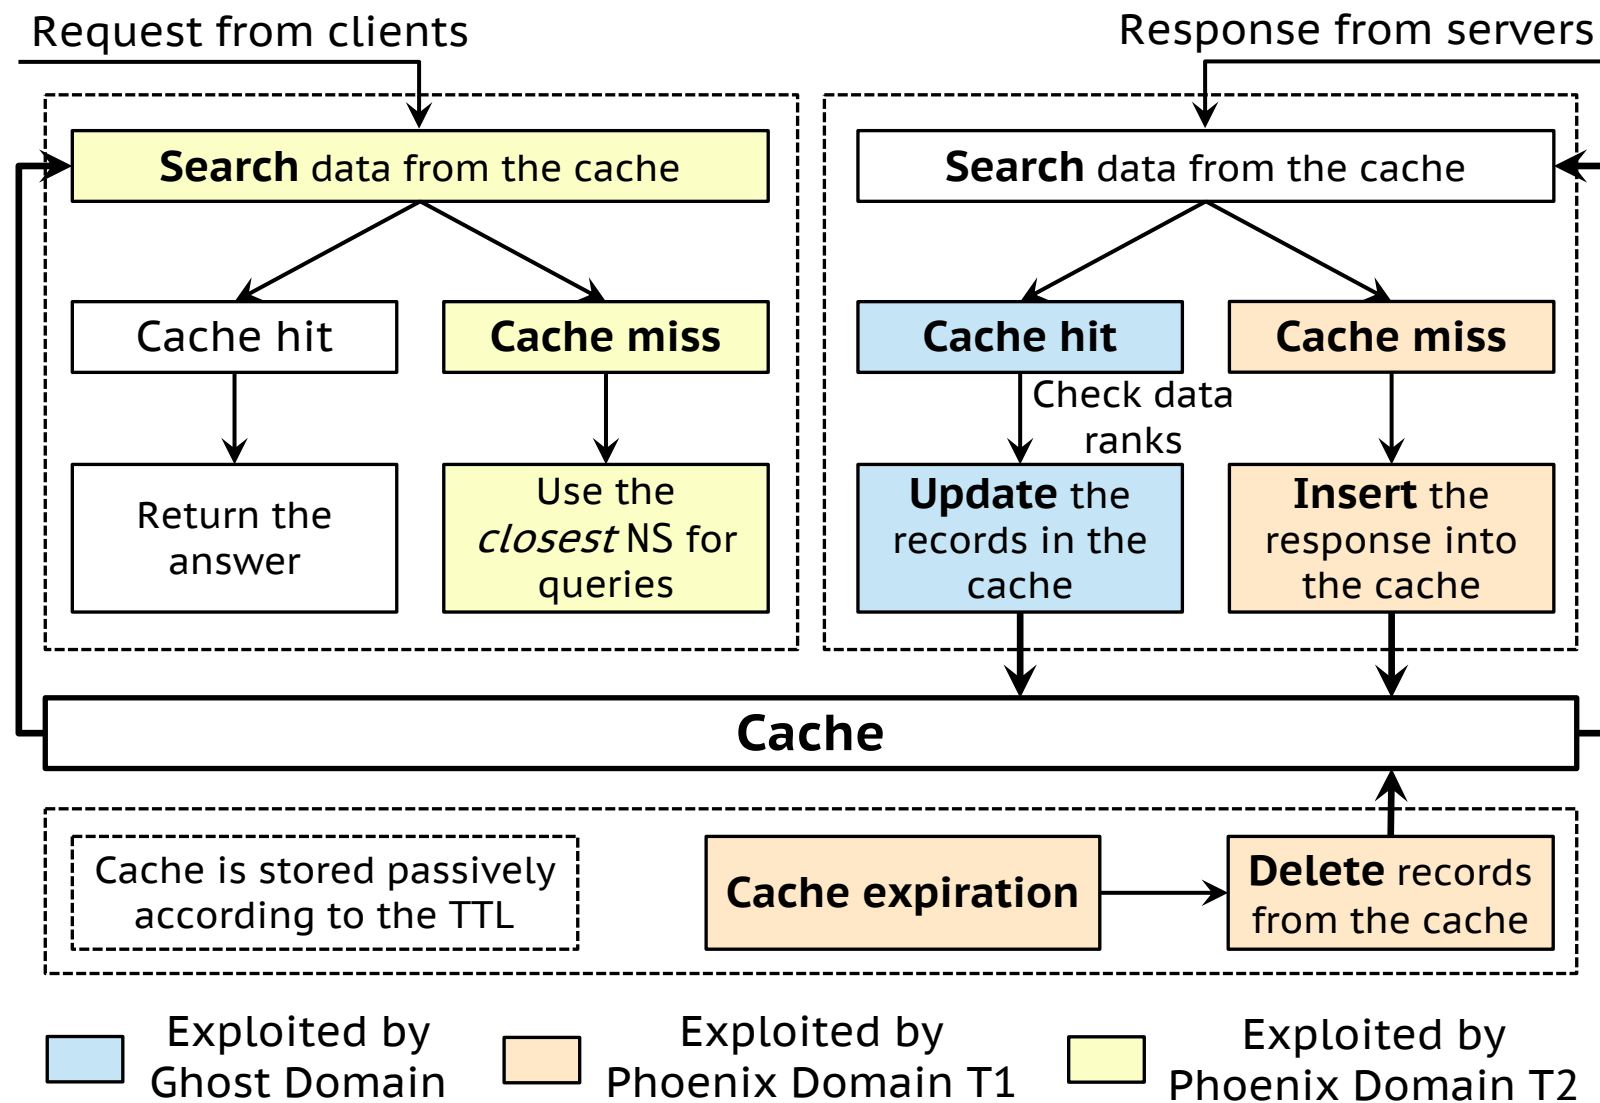 Request from clients
Response from servers
Search data from the cache
Cache hit
Cache miss
Return the
answer
Use the
closest NS for
queries
Search data from the cache
Cache hit
Cache miss
Check data
ranks
Update the
records in the
cache
Insert the
response into
the cache
Cache
Cache is stored passively
according to the TTL
Cache expiration
Delete records
from the cache
Exploited by
Ghost Domain
Exploited by
Phoenix Domain T1
Exploited by
Phoenix Domain T2